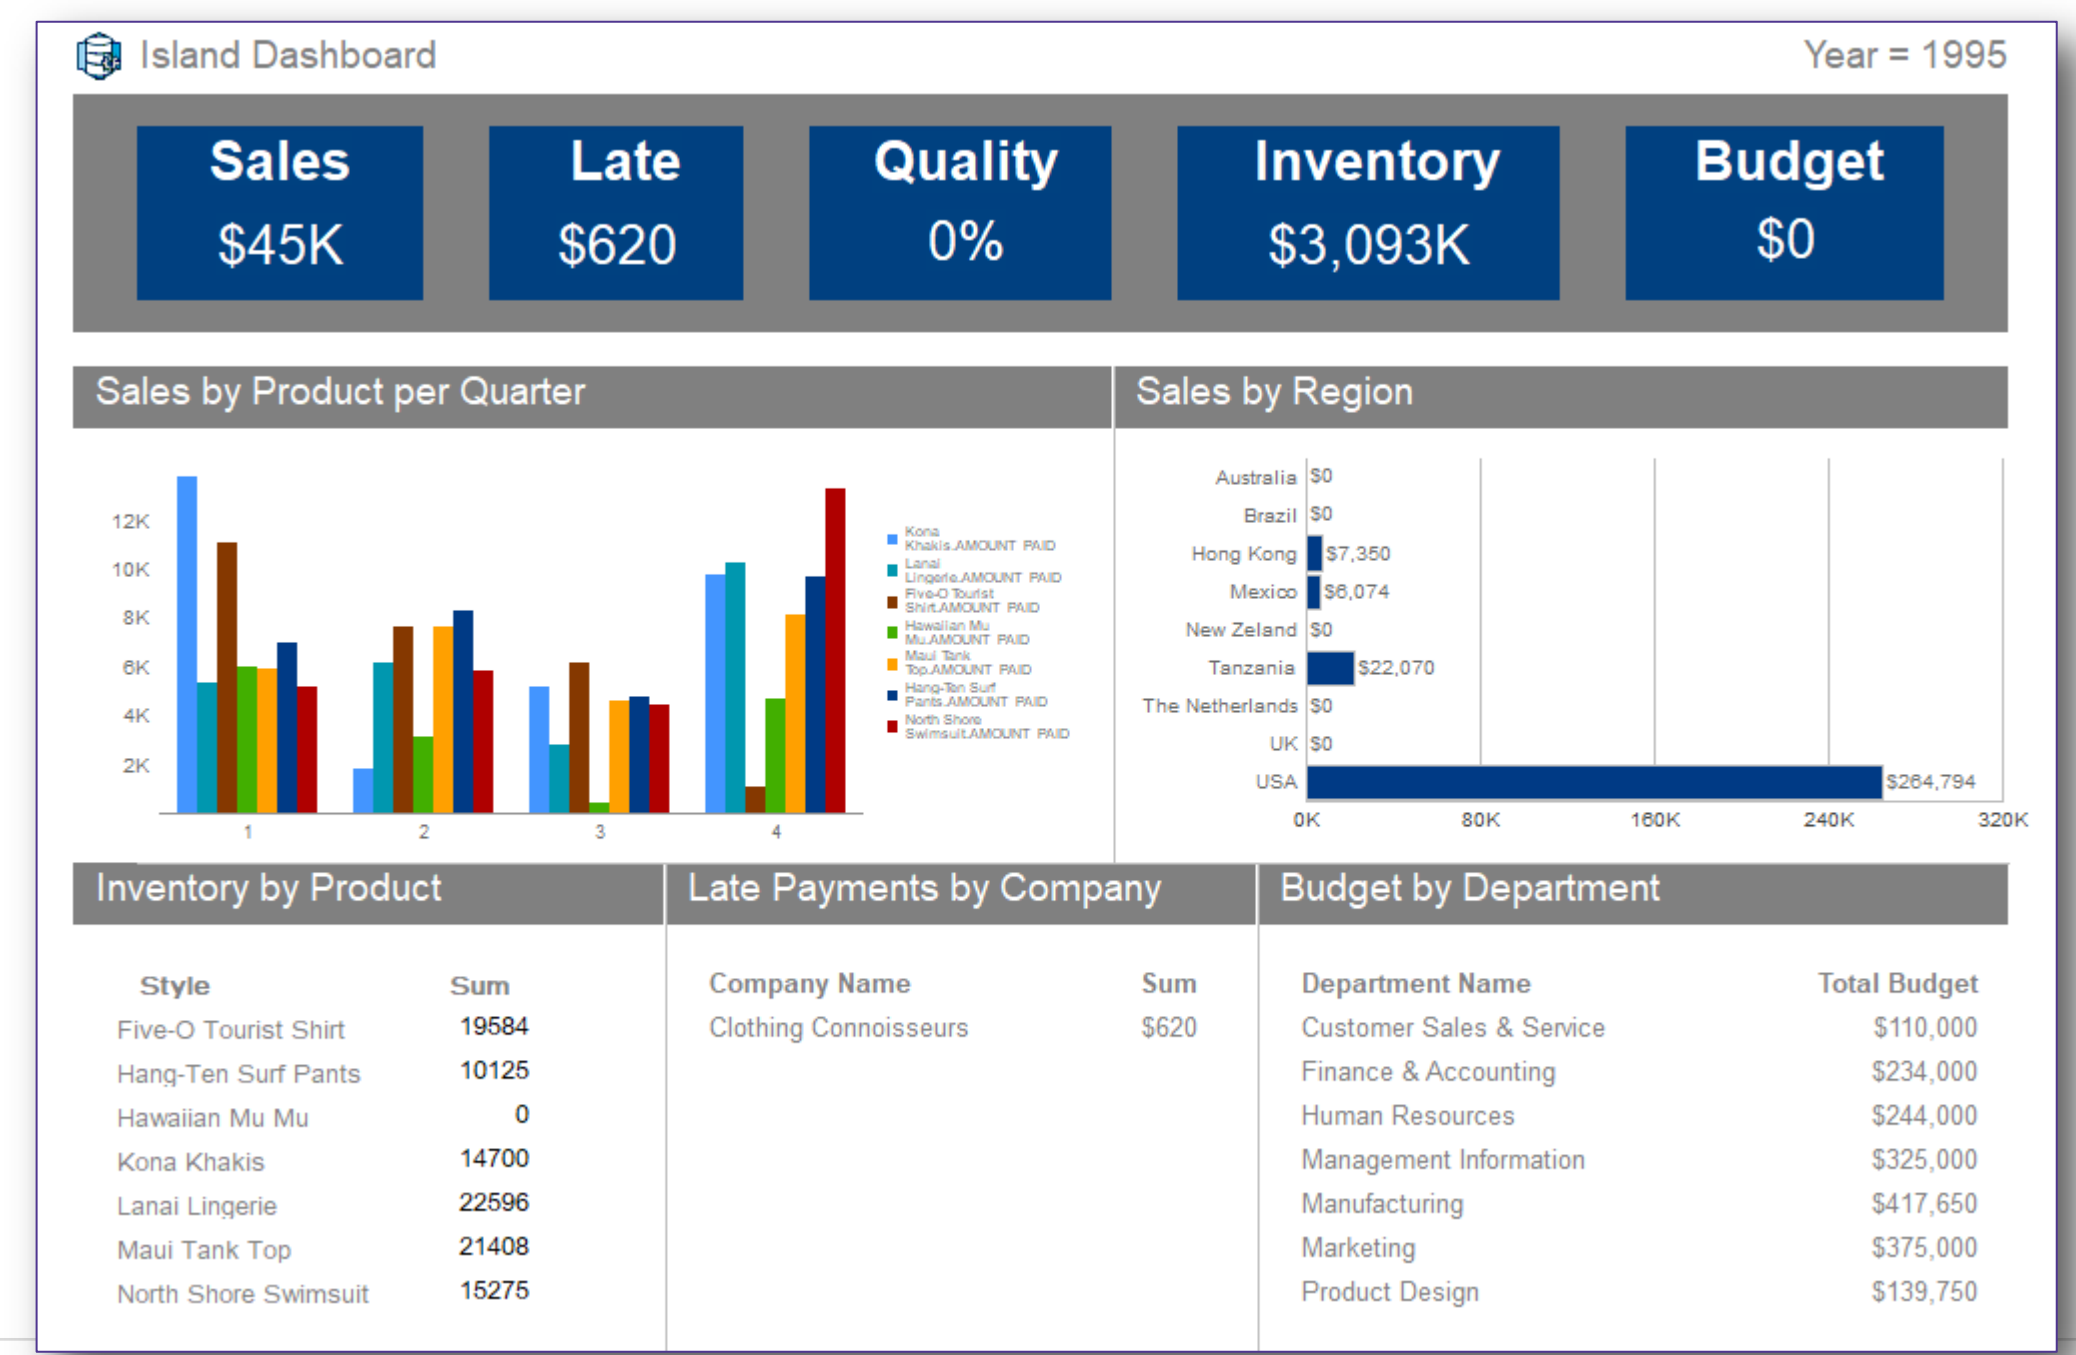 Island Dashboard
Year = 1995
Sales
$45K
Late
$620
Quality
0%
Inventory
$3,093K
Budget
$0
Sales by Product per Quarter
12K
10K
8K
6K
4K
2K
1 2 3 4
Kona
Khakis.AMOUNT PAID
Lanai
Lingerie.AMOUNT PAID
Five-O Tourist
Shirt.AMOUNT PAID
Hawaiian Mu
Mu.AMOUNT PAID
Maui Tank
Top.AMOUNT PAID
Hang-Ten Surf
Pants.AMOUNT PAID
North Shore
Swimsuit.AMOUNT PAID
Sales by Region
Australia $0
Brazil $0
Hong Kong $7,350
Mexico $6,074
New Zeland $0
Tanzania $22,070
The Netherlands $0
UK $0
USA $264,794
0K 80K 160K 240K 320K
Inventory by Product
Style Sum
Five-O Tourist Shirt 19584
Hang-Ten Surf Pants 10125
Hawaiian Mu Mu 0
Kona Khakis 14700
Lanai Lingerie 22596
Maui Tank Top 21408
North Shore Swimsuit 15275
Late Payments by Company
Company Name Sum
Clothing Connoisseurs $620
Budget by Department
Department Name Total Budget
Customer Sales & Service $110,000
Finance & Accounting $234,000
Human Resources $244,000
Management Information $325,000
Manufacturing $417,650
Marketing $375,000
Product Design $139,750